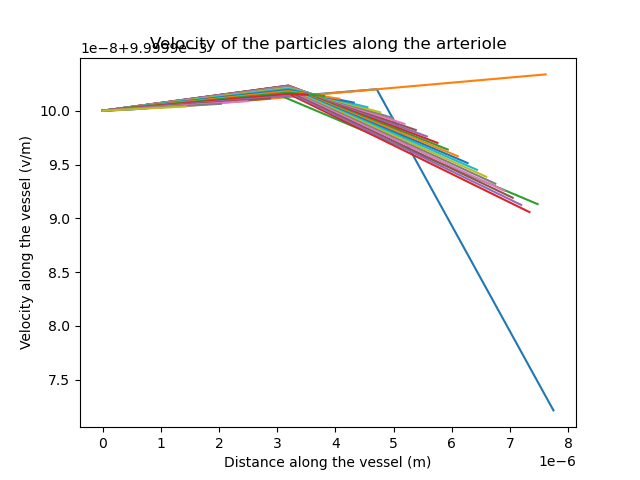 Velocity of the particles along the arteriole
1e−8+9.9999e−3
10.0
9.5
9.0
8.5
8.0
7.5
Velocity along the vessel (v/m)
0 1 2 3 4 5 6 7 8
1e−6
Distance along the vessel (m)